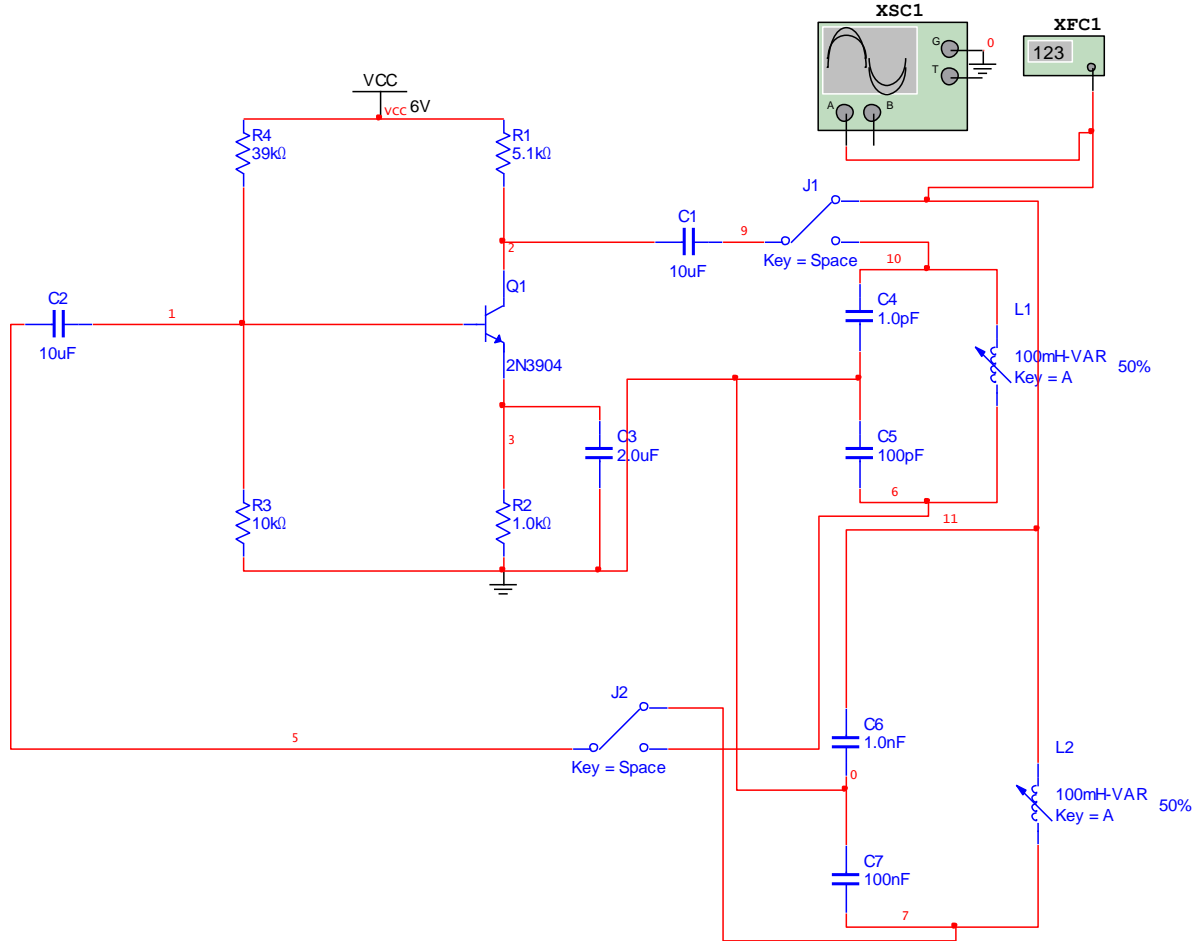 XSC1
XFC1
G
0
123
T
A
B
VCC
VCC 6V
R4
39kΩ
R1
5.1kΩ
J1
C1
9
2
10uF
Key = Space
10
Q1
C2
C4
1.0pF
L1
1
10uF
2N3904
100mH-VAR 50%
Key = A
C3
2.0uF
3
C5
100pF
6
R3
10kΩ
R2
1.0kΩ
11
J2
C6
1.0nF
5
L2
Key = Space
0
100mH-VAR 50%
Key = A
C7
100nF
7